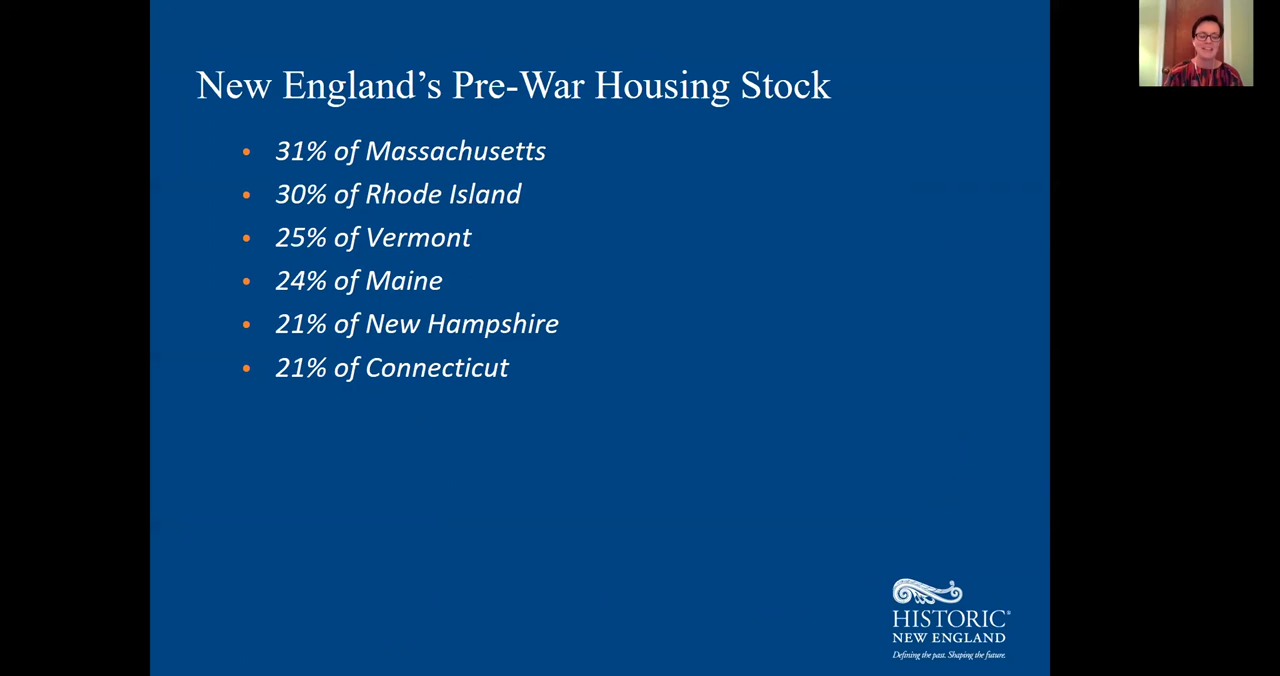 New England’s Pre-War Housing Stock
• 31% of Massachusetts
• 30% of Rhode Island
• 25% of Vermont
• 24% of Maine
• 21% of New Hampshire
• 21% of Connecticut
HISTORIC®
NEW ENGLAND
Defining the past. Shaping the future.